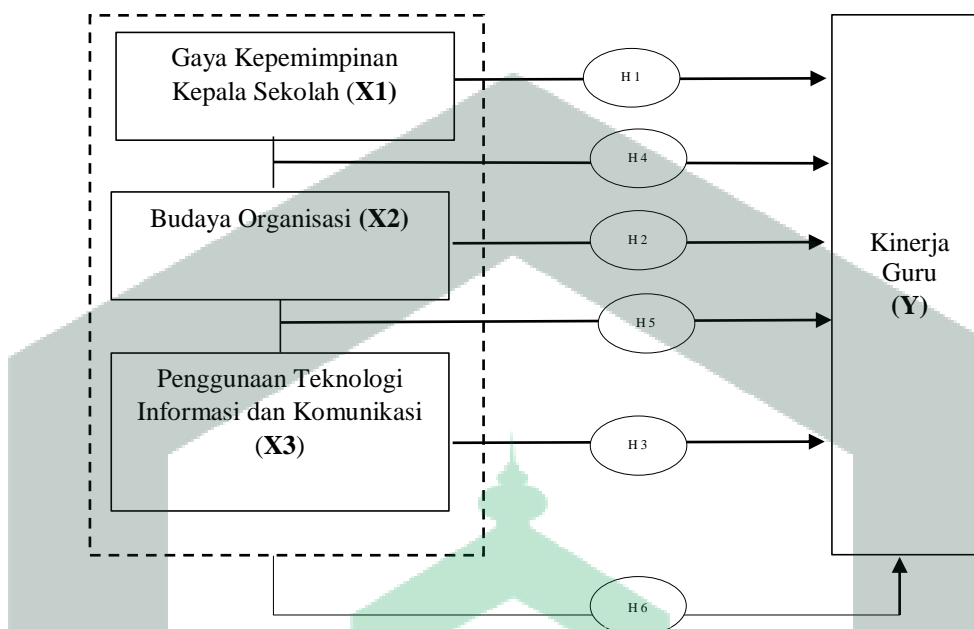 Gaya Kepemimpinan
Kepala Sekolah (X1)
H 1
H 4
Budaya Organisasi (X2)
H 2
Kinerja
Guru
(Y)
H 5
Penggunaan Teknologi
Informasi dan Komunikasi
(X3)
H 3
H 6